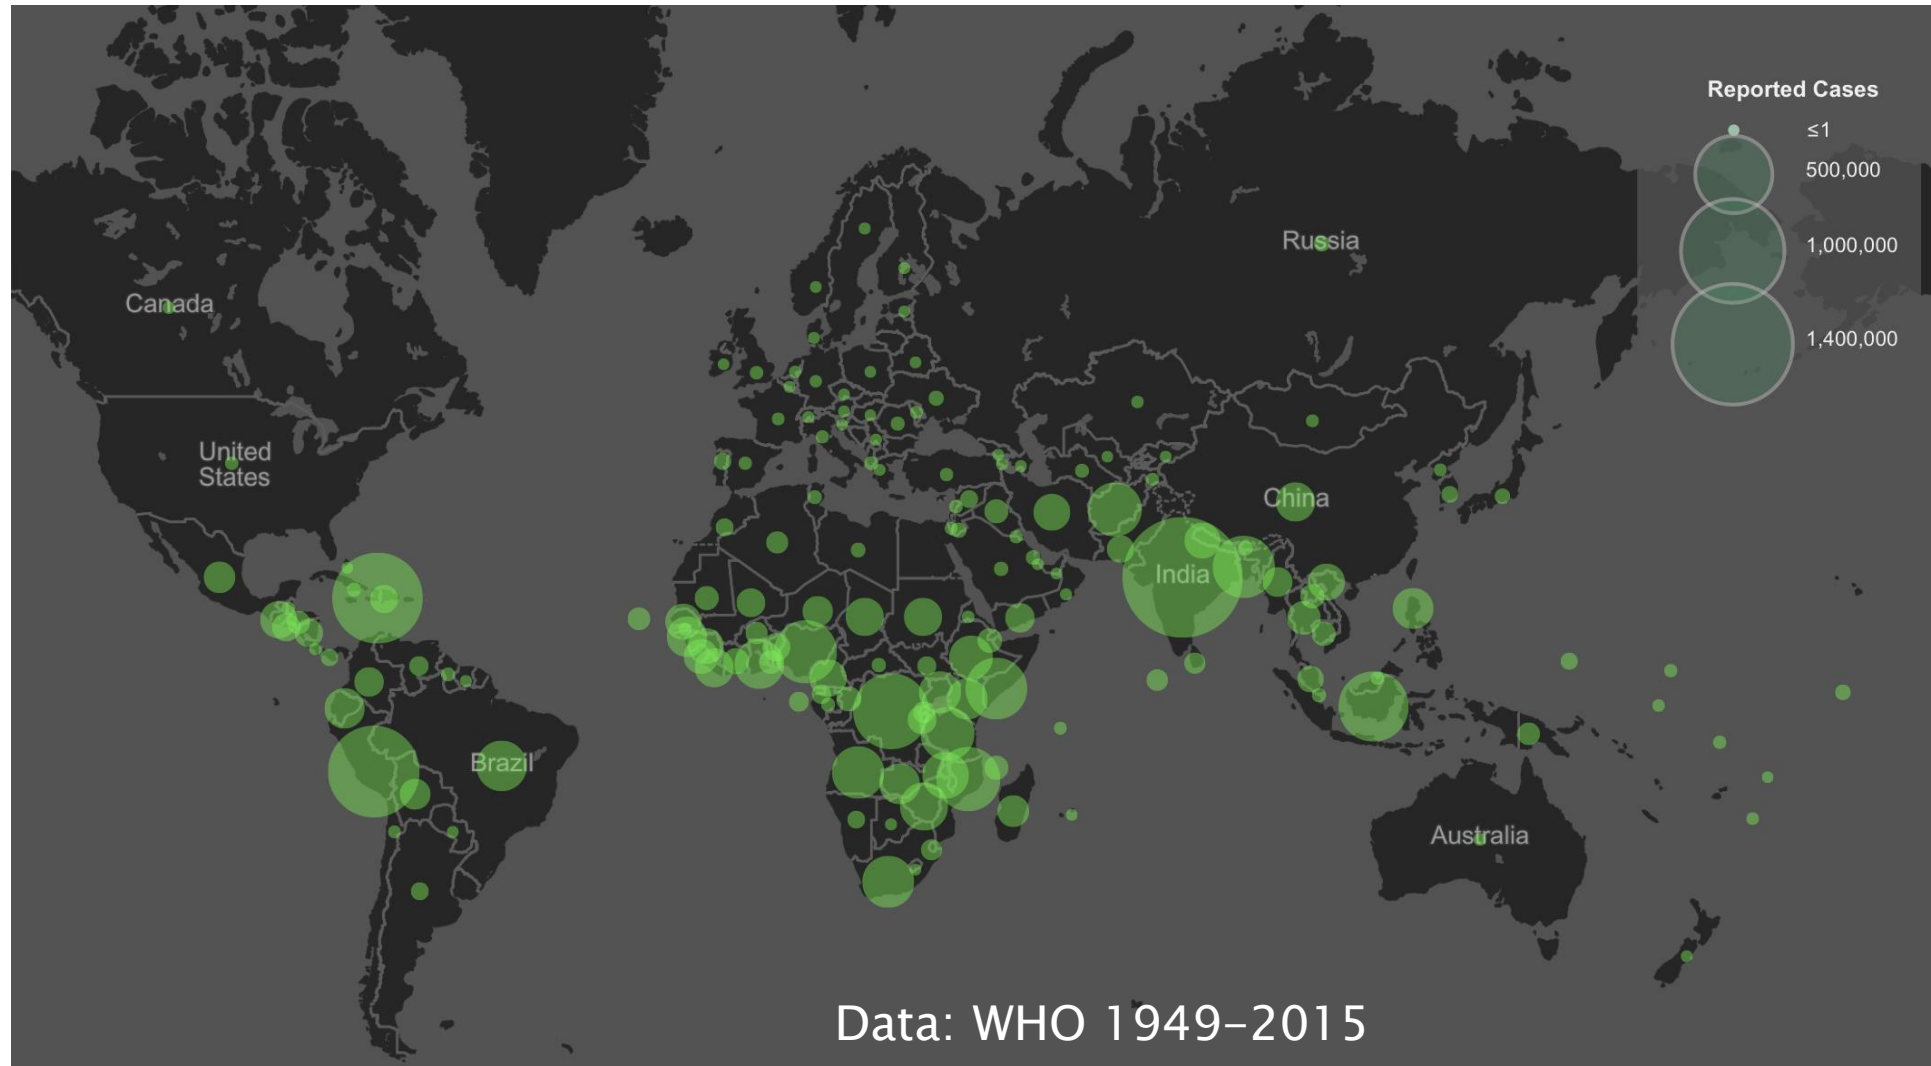 Reported Cases
≤1
500,000
1,000,000
1,400,000
Russia
Canada
United
States
China
India
Brazil
Australia
Data: WHO 1949–2015